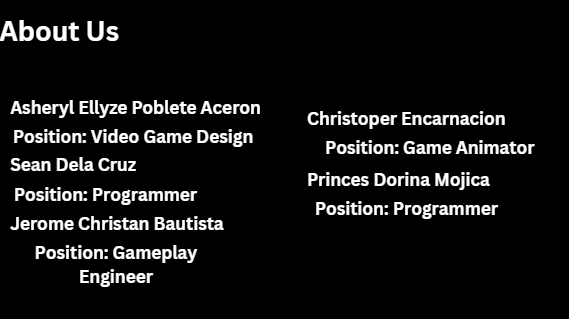 About Us
Asheryl Ellyze Poblete Aceron
Position: Video Game Design
Sean Dela Cruz
Position: Programmer
Jerome Christan Bautista
Position: Gameplay
Engineer
Christoper Encarnacion
Position: Game Animator
Princes Dorina Mojica
Position: Programmer